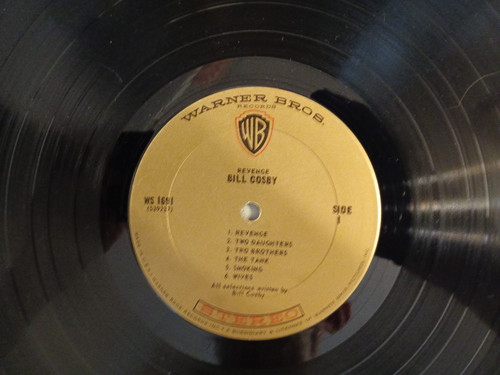 WARNER BROS.
RECORDS
WB
REVENGE
BILL COSBY
WS 1691
SIDE
1
1. REVENGE
2. TWO DAUGHTERS
3. TWO BROTHERS
4. THE TANK
5. SMOKING
6. WIVES
All selections written by
Bill Cosby
STEREO